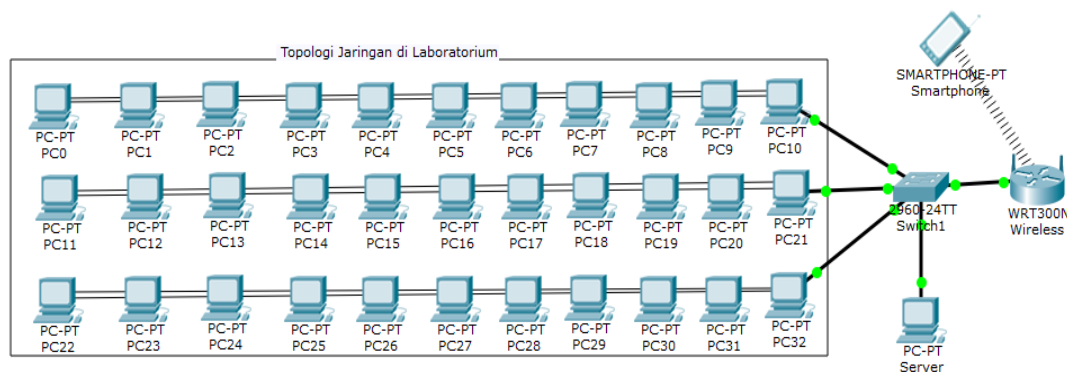 Topologi Jaringan di Laboratorium
SMARTPHONE-PT
Smartphone
PC-PT
PC0
PC-PT
PC1
PC-PT
PC2
PC-PT
PC3
PC-PT
PC4
PC-PT
PC5
PC-PT
PC6
PC-PT
PC7
PC-PT
PC8
PC-PT
PC9
PC-PT
PC10
PC-PT
PC11
PC-PT
PC12
PC-PT
PC13
PC-PT
PC14
PC-PT
PC15
PC-PT
PC16
PC-PT
PC17
PC-PT
PC18
PC-PT
PC19
PC-PT
PC20
PC-PT
PC21
2960-24TT
Switch1
WRT300N
Wireless
PC-PT
PC22
PC-PT
PC23
PC-PT
PC24
PC-PT
PC25
PC-PT
PC26
PC-PT
PC27
PC-PT
PC28
PC-PT
PC29
PC-PT
PC30
PC-PT
PC31
PC-PT
PC32
PC-PT
Server